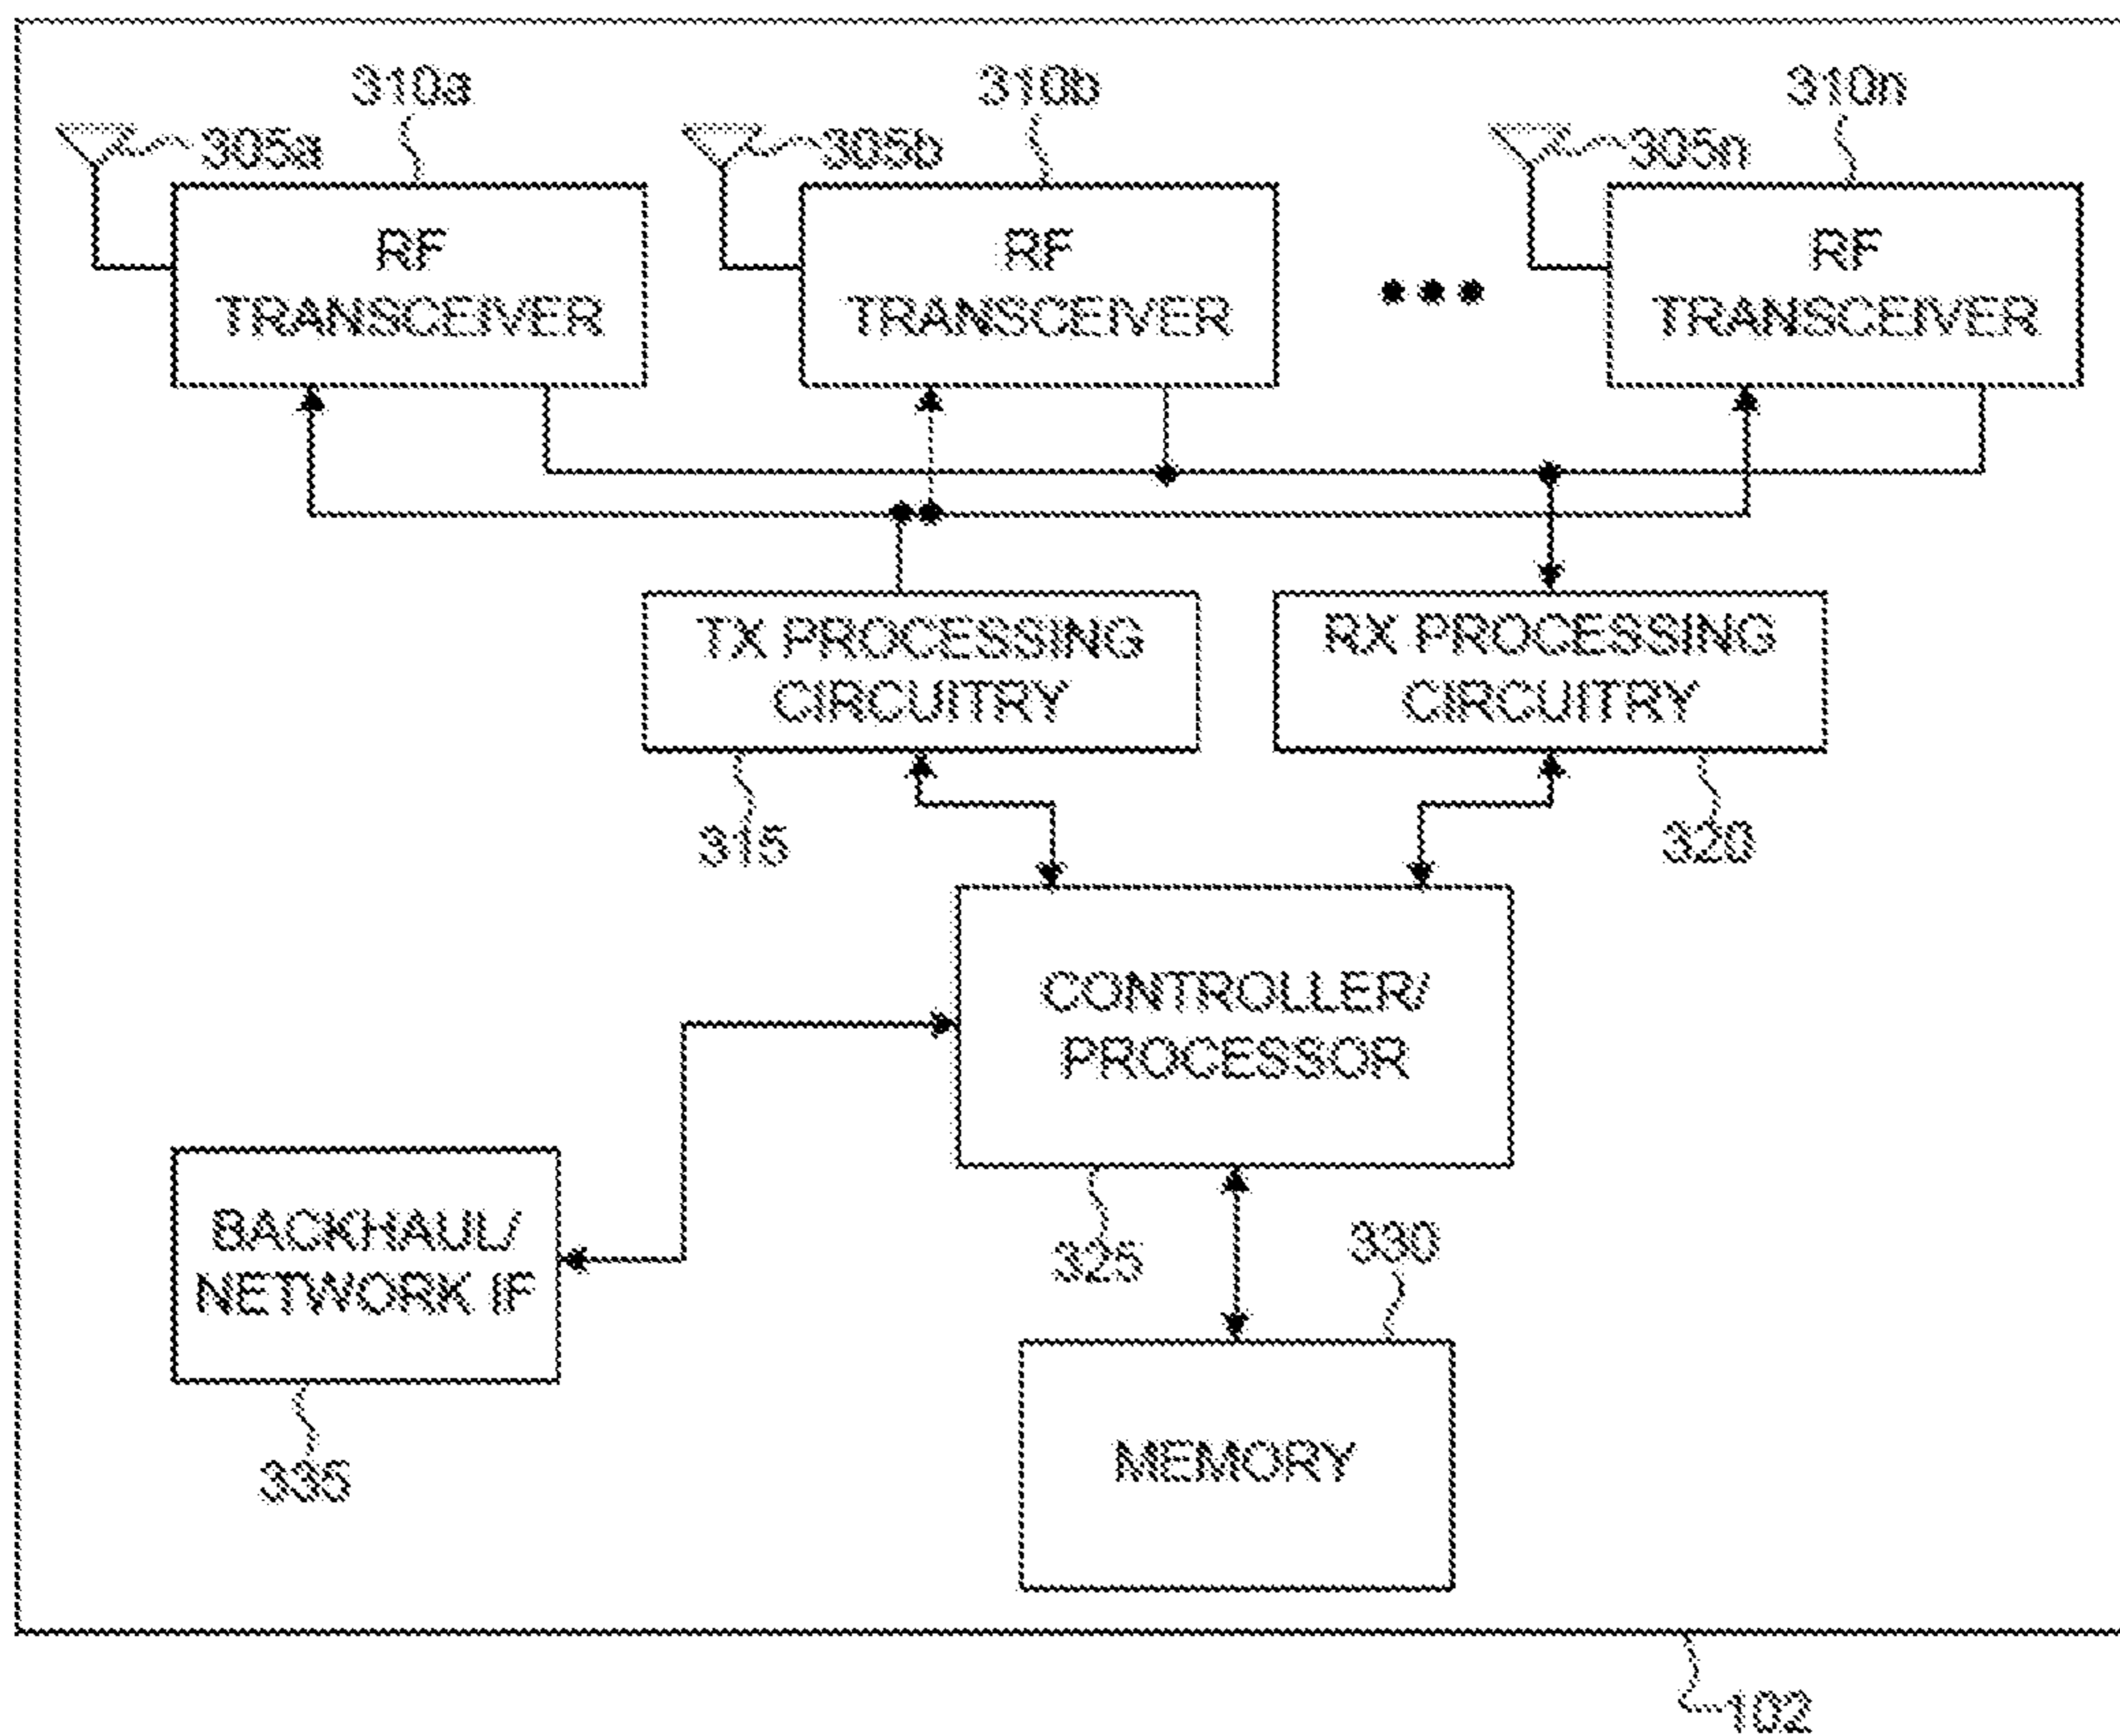 310a
310b
310n
305a
305b
305n
RF
TRANSCEIVER
RF
TRANSCEIVER
RF
TRANSCEIVER
TX PROCESSING
CIRCUITRY
RX PROCESSING
CIRCUITRY
315
320
CONTROLLER/
PROCESSOR
BACKHAUL/
NETWORK IF
325
330
335
MEMORY
102